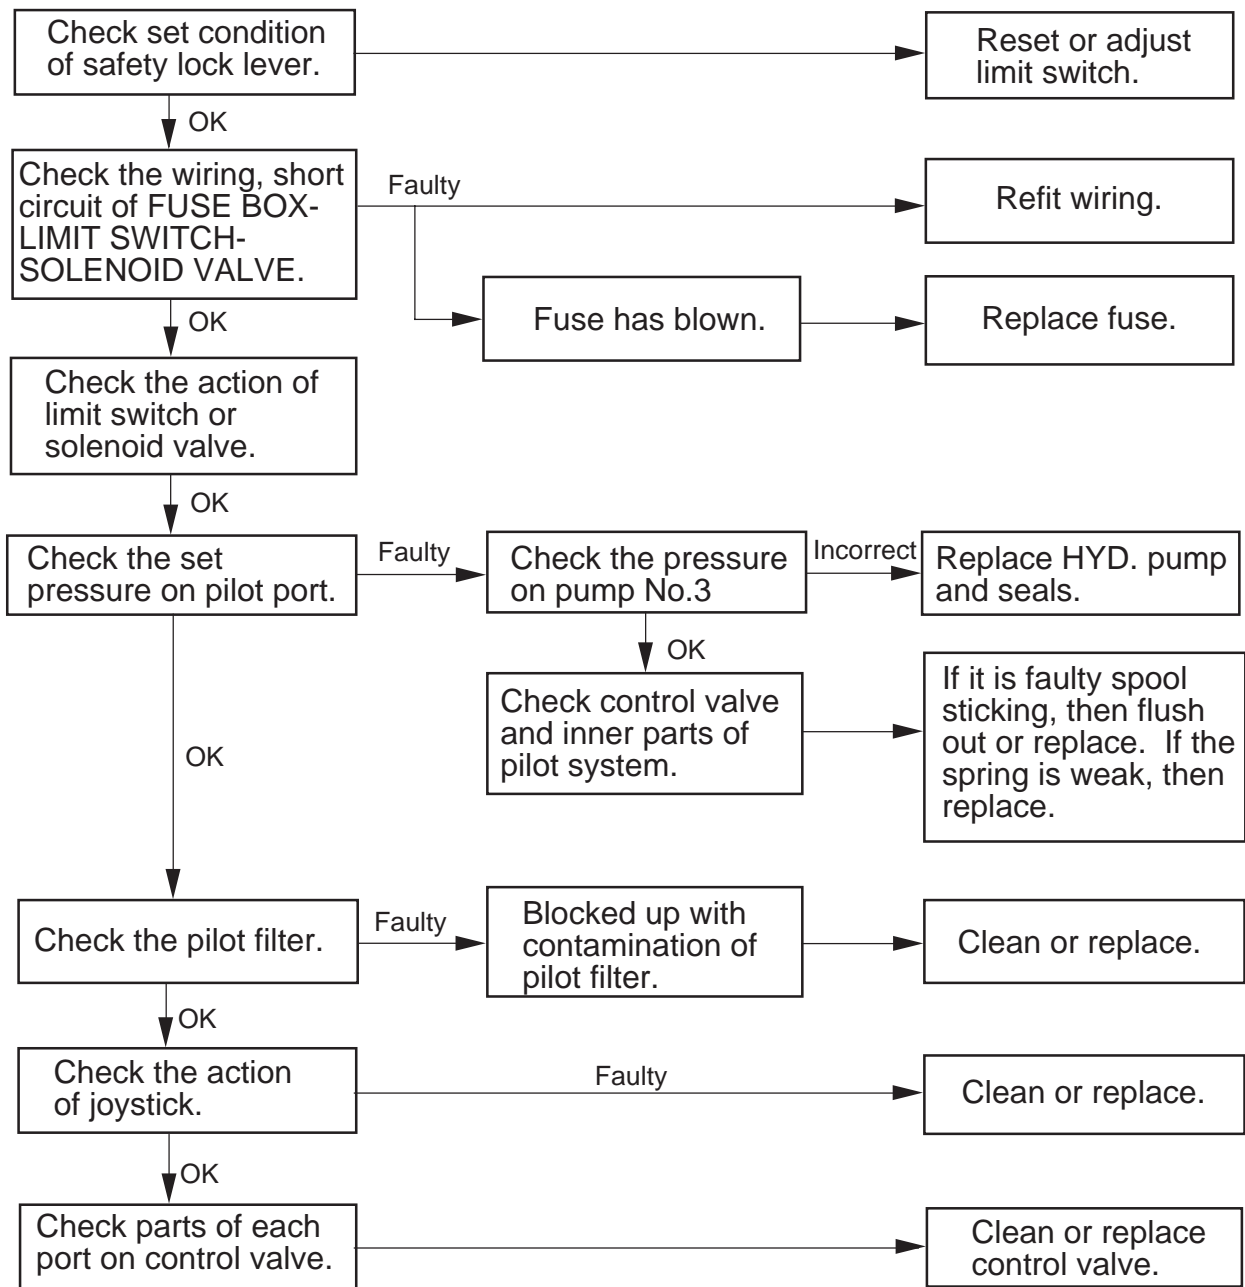 Check set condition
of safety lock lever.
Reset or adjust
limit switch.
OK
Check the wiring, short
circuit of FUSE BOX-
LIMIT SWITCH-
SOLENOID VALVE.
Faulty
Refit wiring.
OK
Fuse has blown.
Replace fuse.
Check the action of
limit switch or
solenoid valve.
OK
Check the set
pressure on pilot port.
Faulty
Check the pressure
on pump No.3
Incorrect
Replace HYD. pump
and seals.
OK
Check control valve
and inner parts of
pilot system.
If it is faulty spool
sticking, then flush
out or replace. If the
spring is weak, then
replace.
OK
Check the pilot filter.
Faulty
Blocked up with
contamination of
pilot filter.
Clean or replace.
OK
Check the action
of joystick.
Faulty
Clean or replace.
OK
Check parts of each
port on control valve.
Clean or replace
control valve.